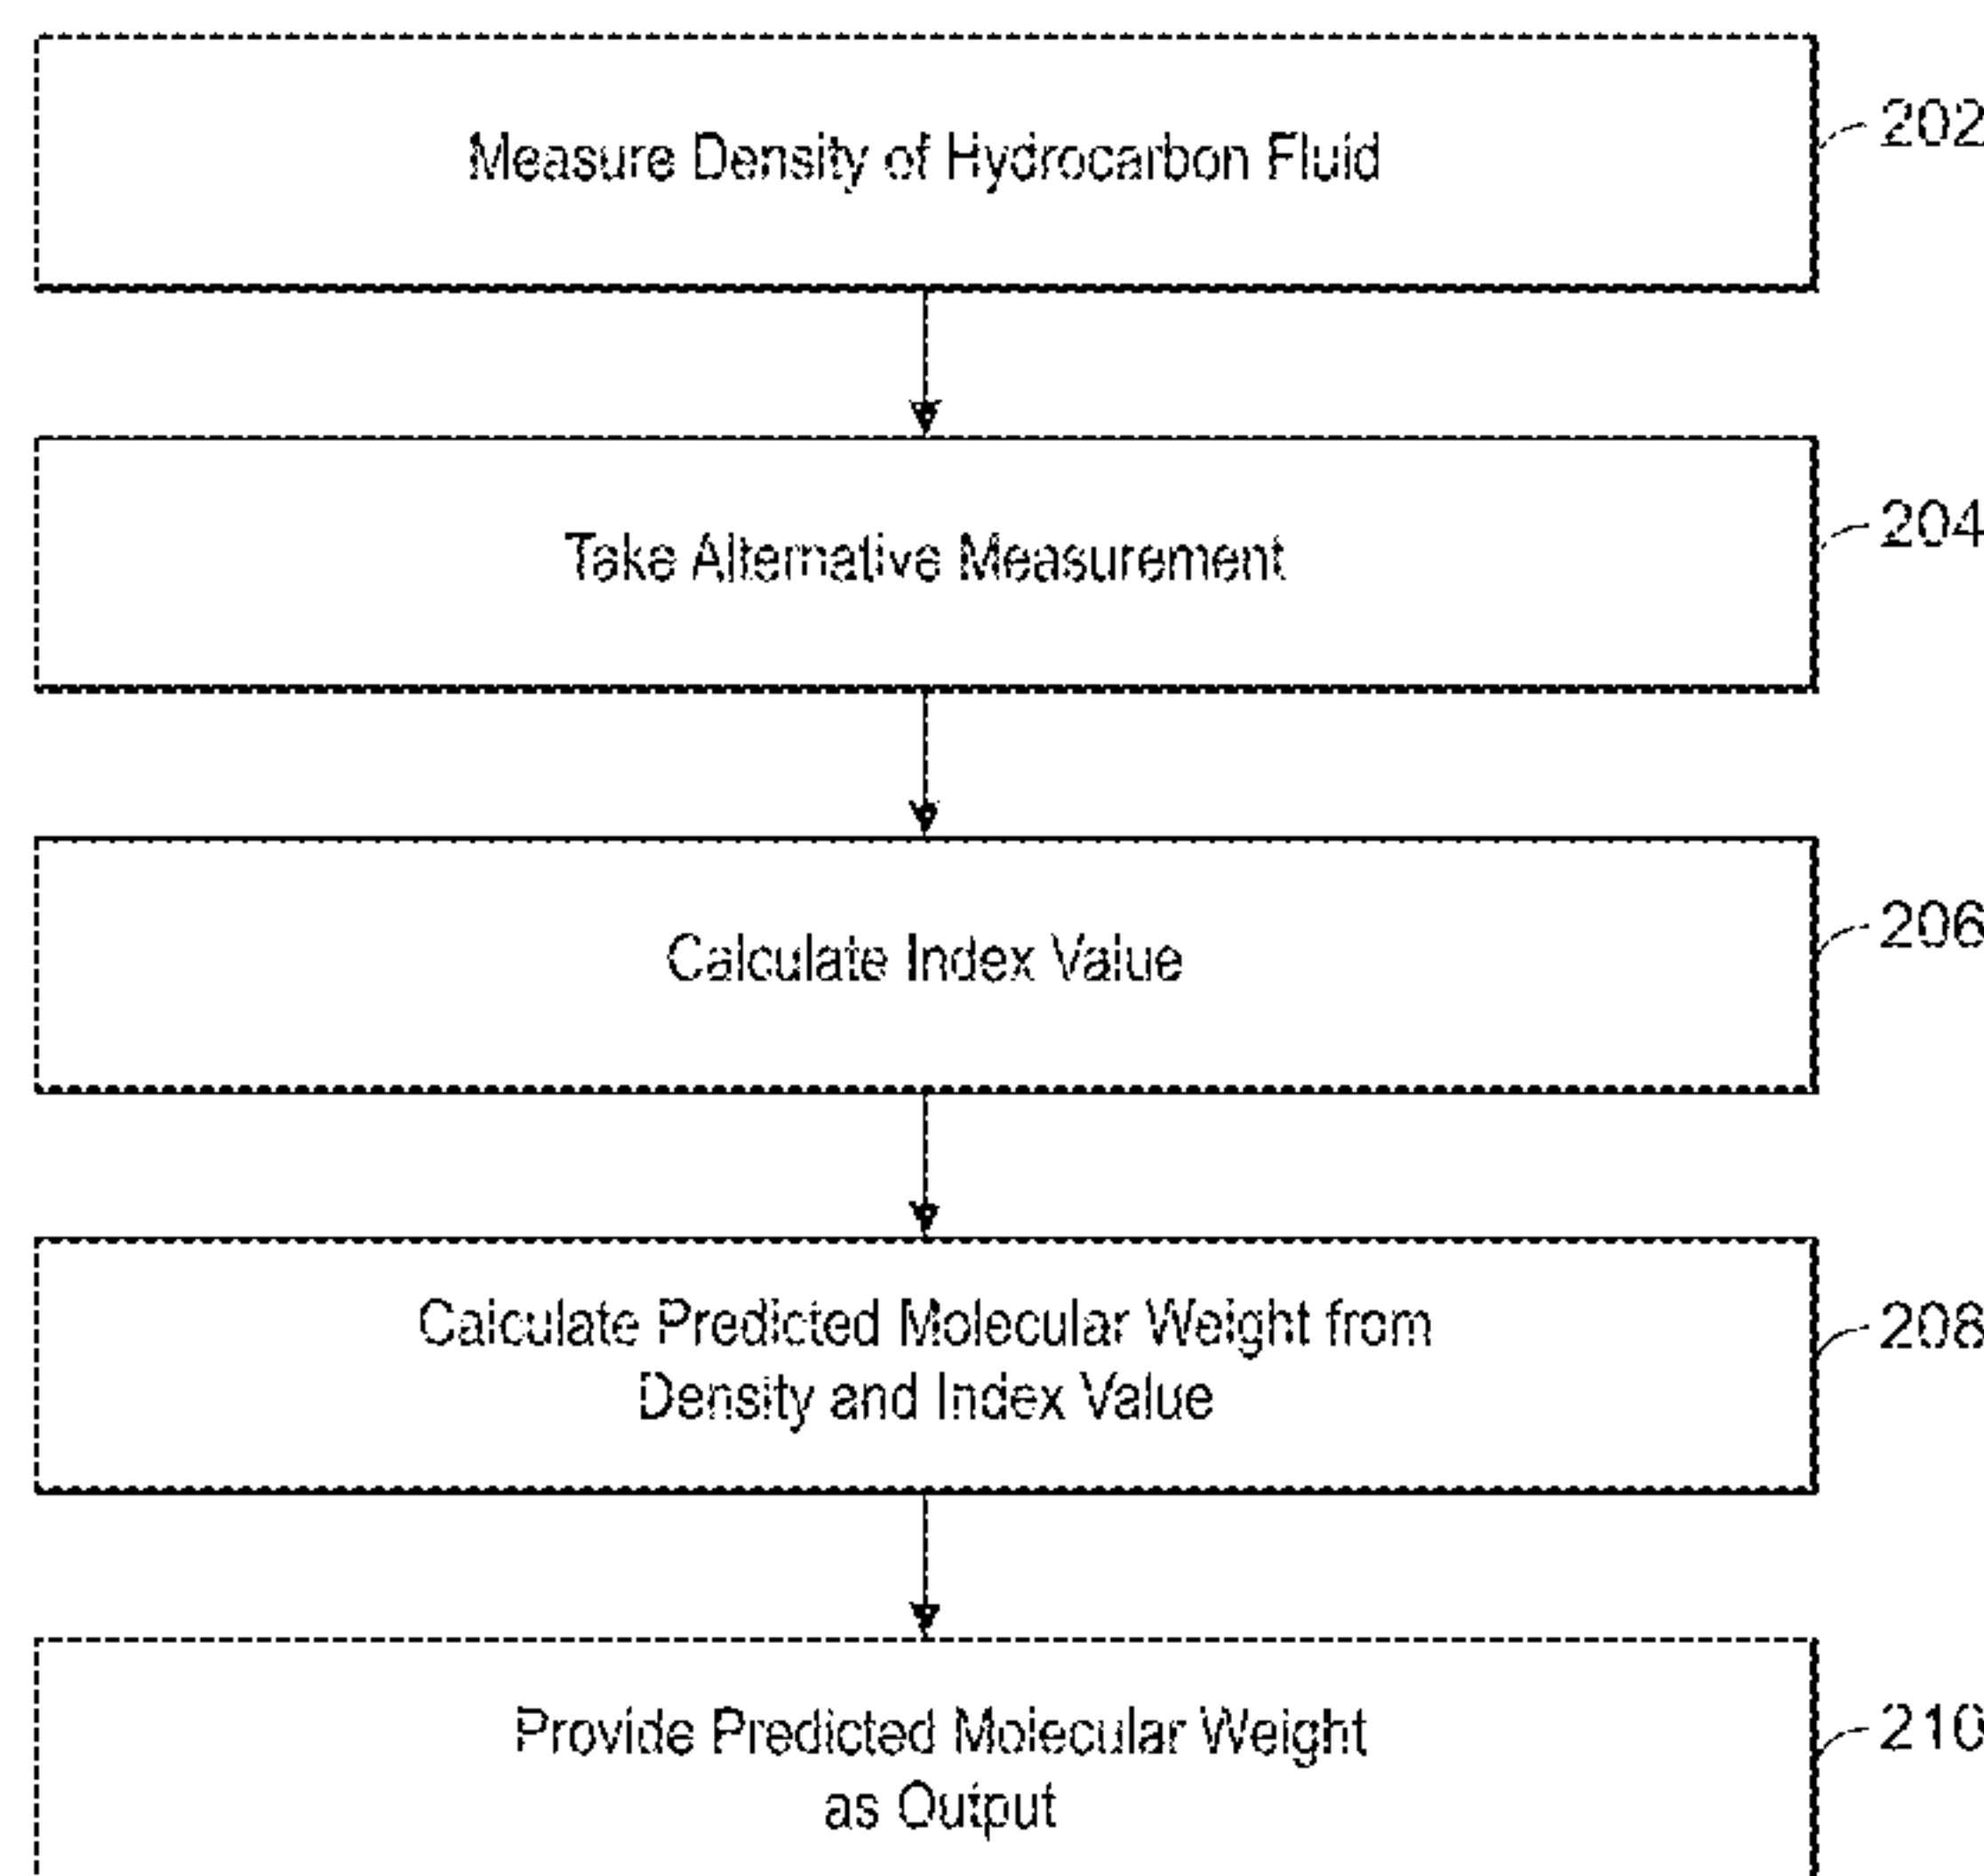 Measure Density of Hydrocarbon Fluid
202
Take Alternative Measurement
204
Calculate Index Value
206
Calculate Predicted Molecular Weight from
Density and Index Value
208
Provide Predicted Molecular Weight
as Output
210